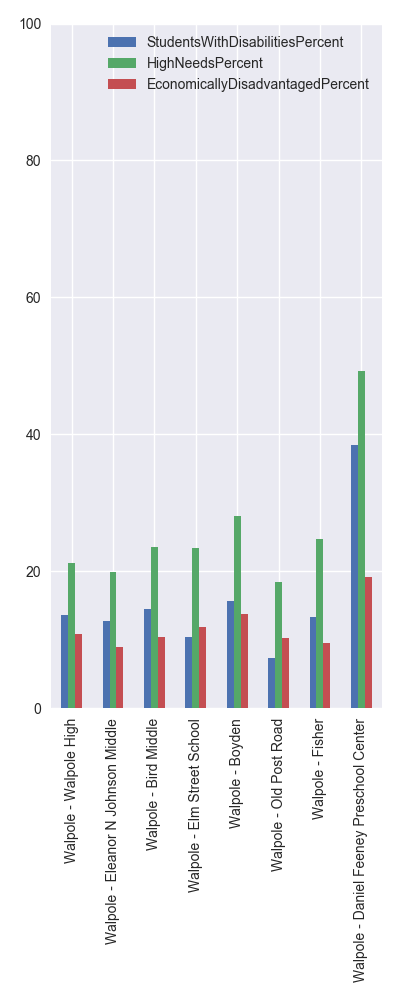 100
80
60
40
20
0
StudentsWithDisabilitiesPercent
HighNeedsPercent
EconomicallyDisadvantagedPercent
Walpole - Walpole High
Walpole - Eleanor N Johnson Middle
Walpole - Bird Middle
Walpole - Elm Street School
Walpole - Boyden
Walpole - Old Post Road
Walpole - Fisher
Walpole - Daniel Feeney Preschool Center